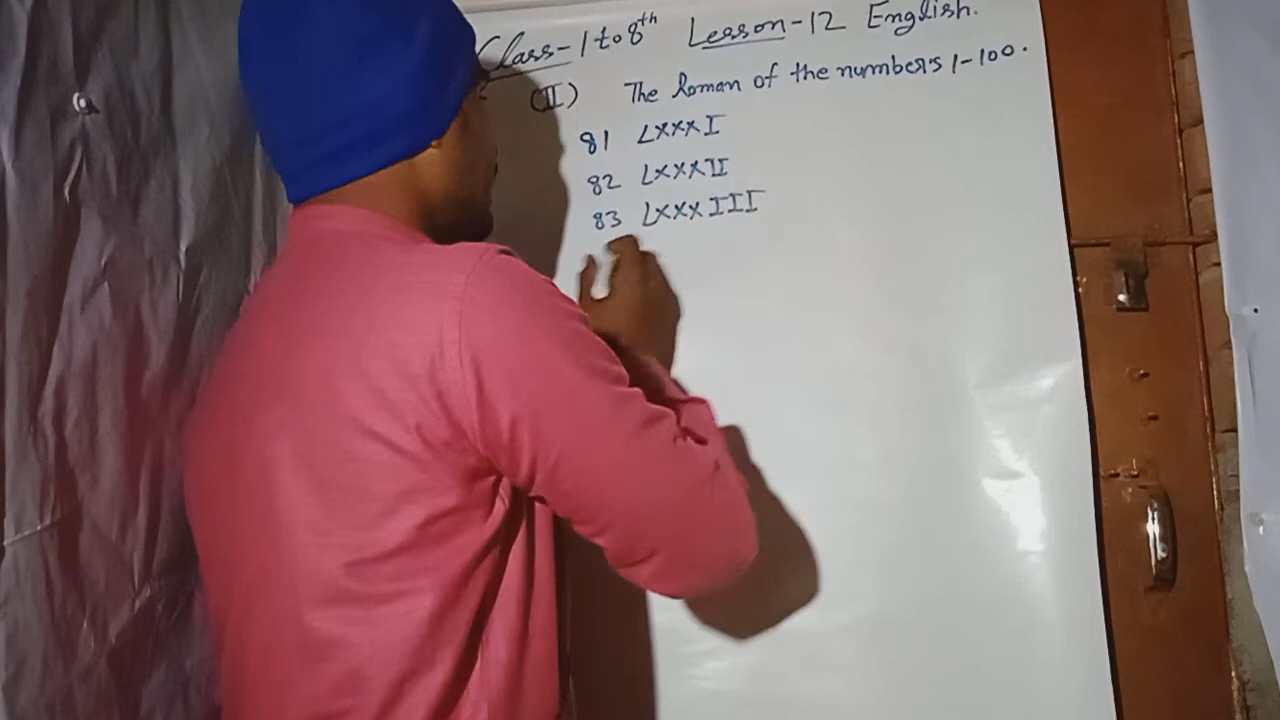 Class-1 to 8th Lesson-12 English.
(II) The Roman of the numbers 1-100.
81 LXXXI
82 LXXXII
83 LXXXIII